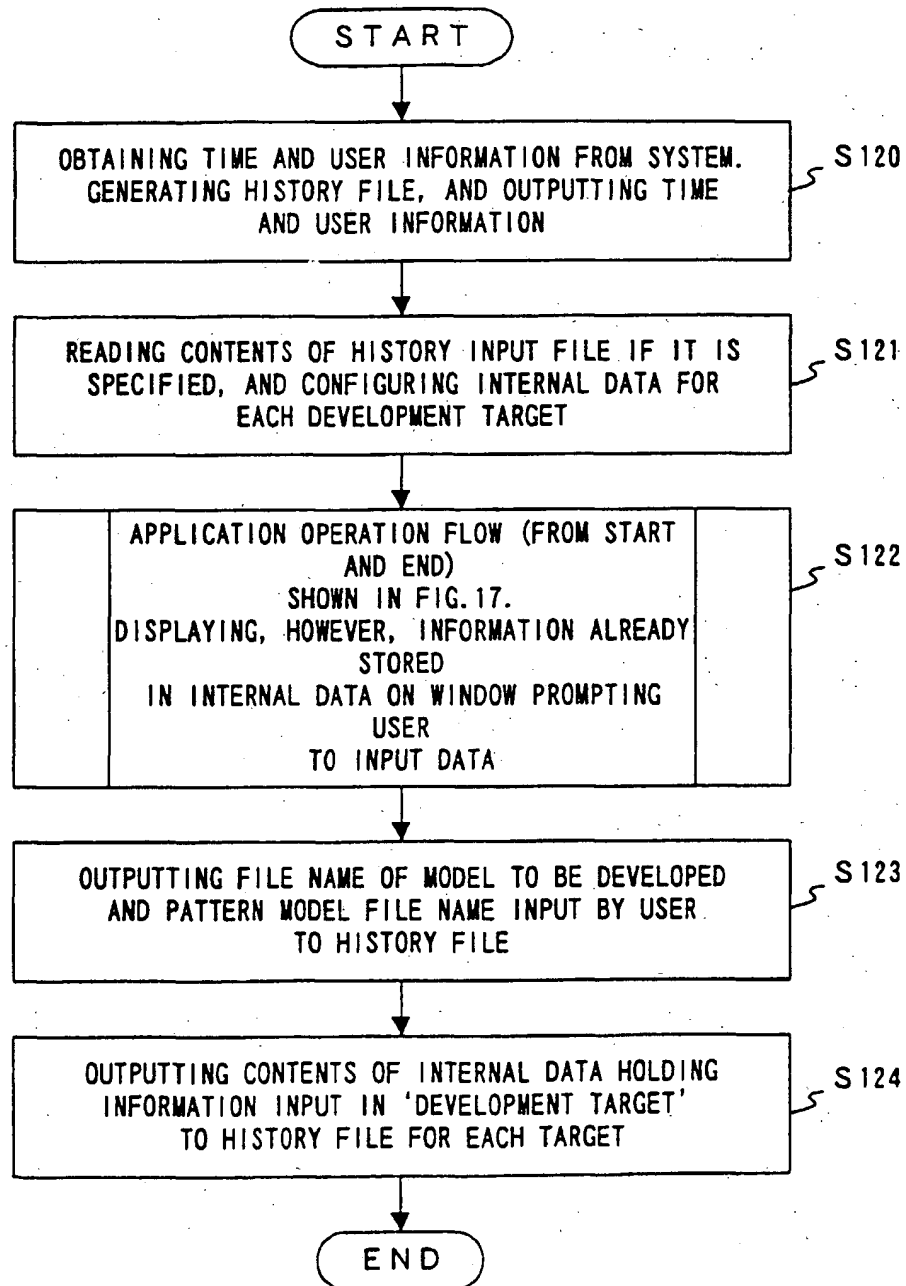 START
OBTAINING TIME AND USER INFORMATION FROM SYSTEM.
GENERATING HISTORY FILE, AND OUTPUTTING TIME
AND USER INFORMATION
S120
READING CONTENTS OF HISTORY INPUT FILE IF IT IS
SPECIFIED, AND CONFIGURING INTERNAL DATA FOR
EACH DEVELOPMENT TARGET
S121
APPLICATION OPERATION FLOW (FROM START
AND END)
SHOWN IN FIG.17.
DISPLAYING, HOWEVER, INFORMATION ALREADY
STORED
IN INTERNAL DATA ON WINDOW PROMPTING
USER
TO INPUT DATA
S122
OUTPUTTING FILE NAME OF MODEL TO BE DEVELOPED
AND PATTERN MODEL FILE NAME INPUT BY USER
TO HISTORY FILE
S123
OUTPUTTING CONTENTS OF INTERNAL DATA HOLDING
INFORMATION INPUT IN 'DEVELOPMENT TARGET'
TO HISTORY FILE FOR EACH TARGET
S124
END